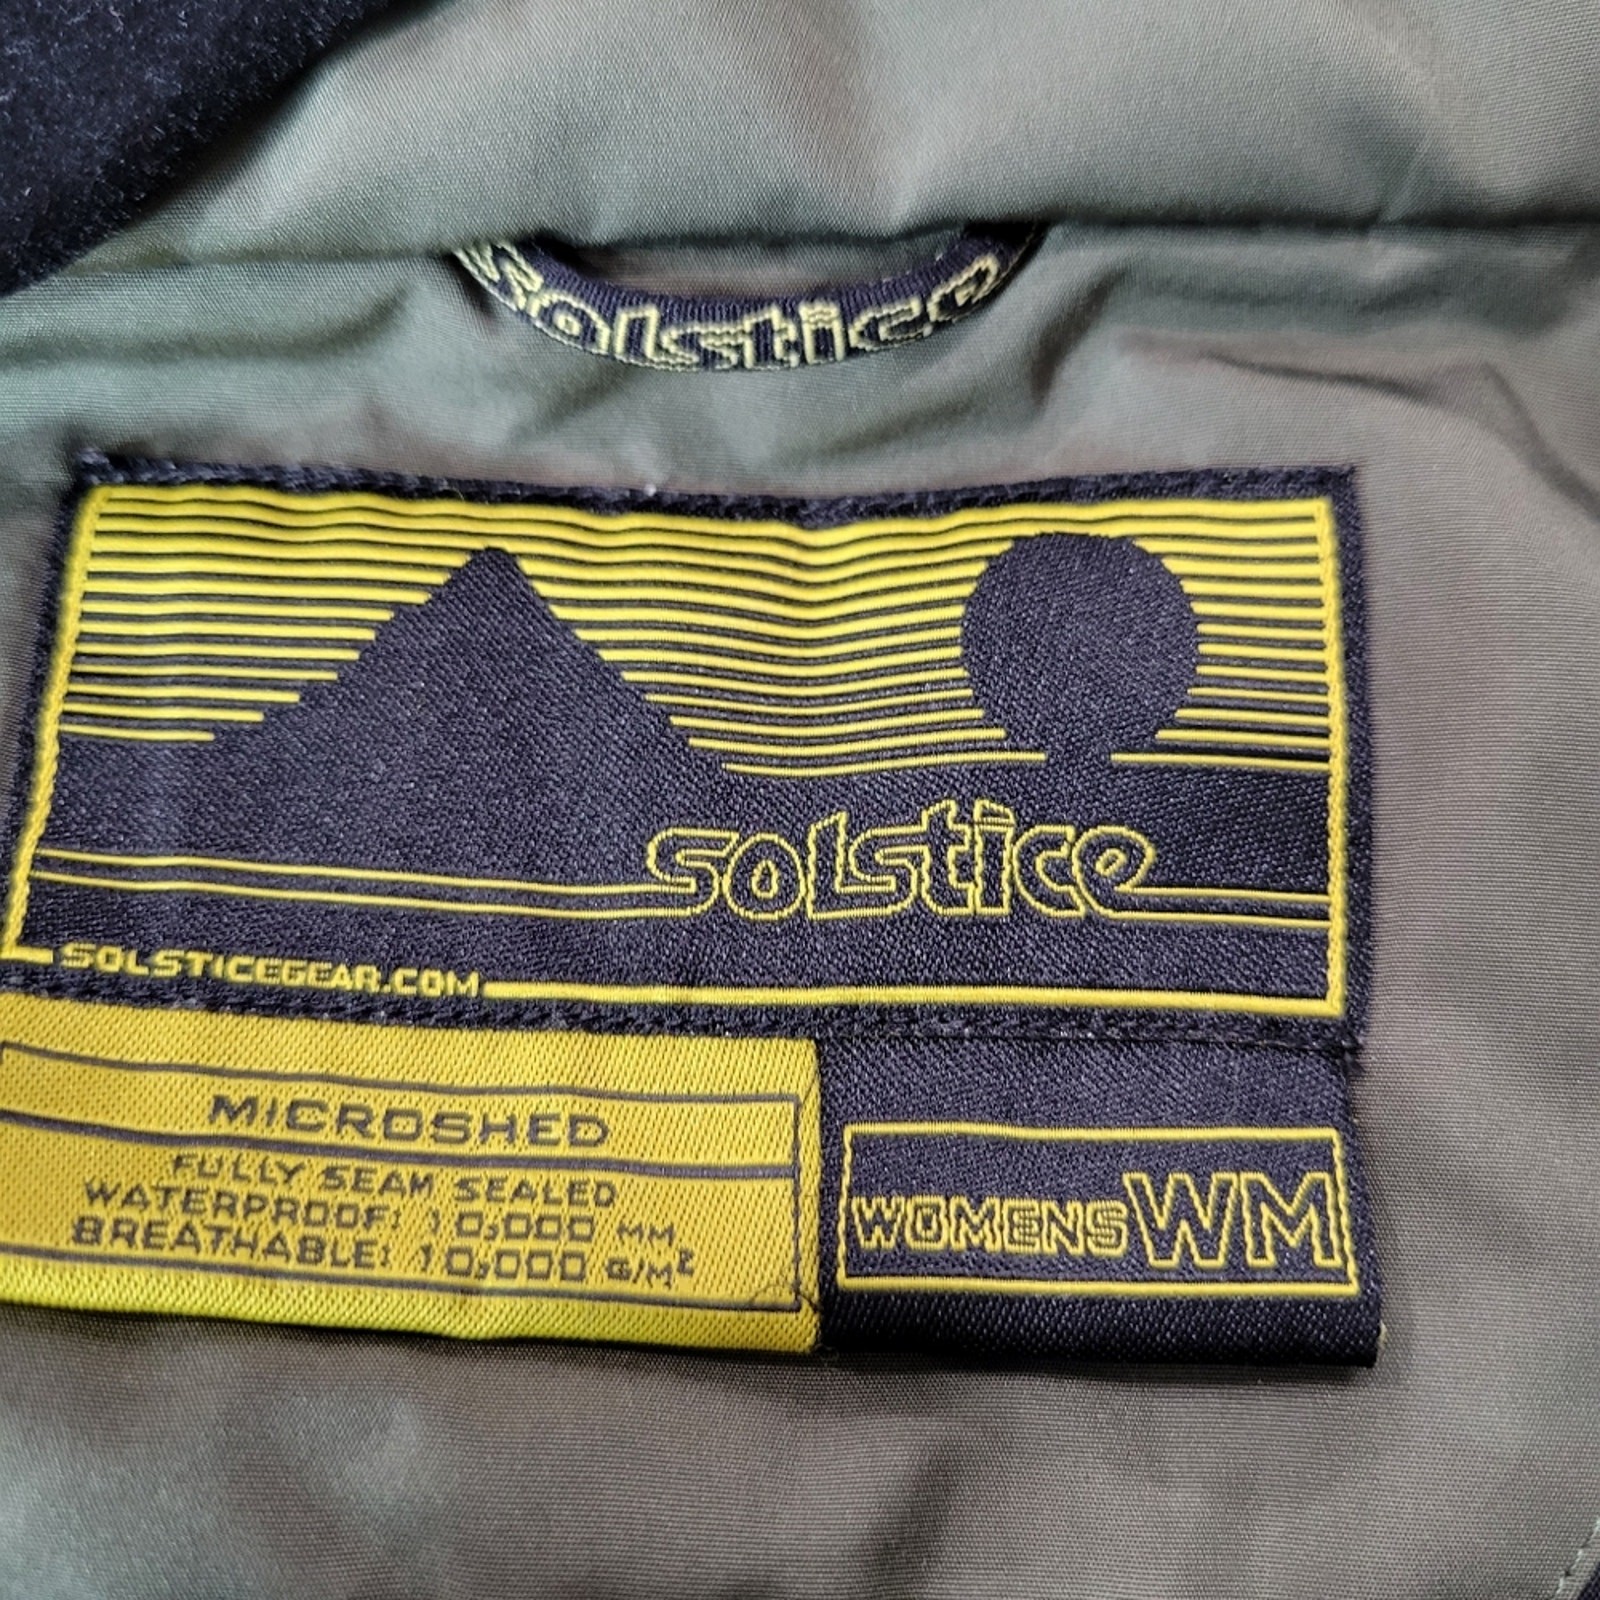 solstice
solstice
SOLSTICEGEAR.COM
MICROSHED
FULLY SEAM SEALED
WATERPROOF: 10,000 MM
BREATHABLE: 10,000 G/M²
WOMENS WM